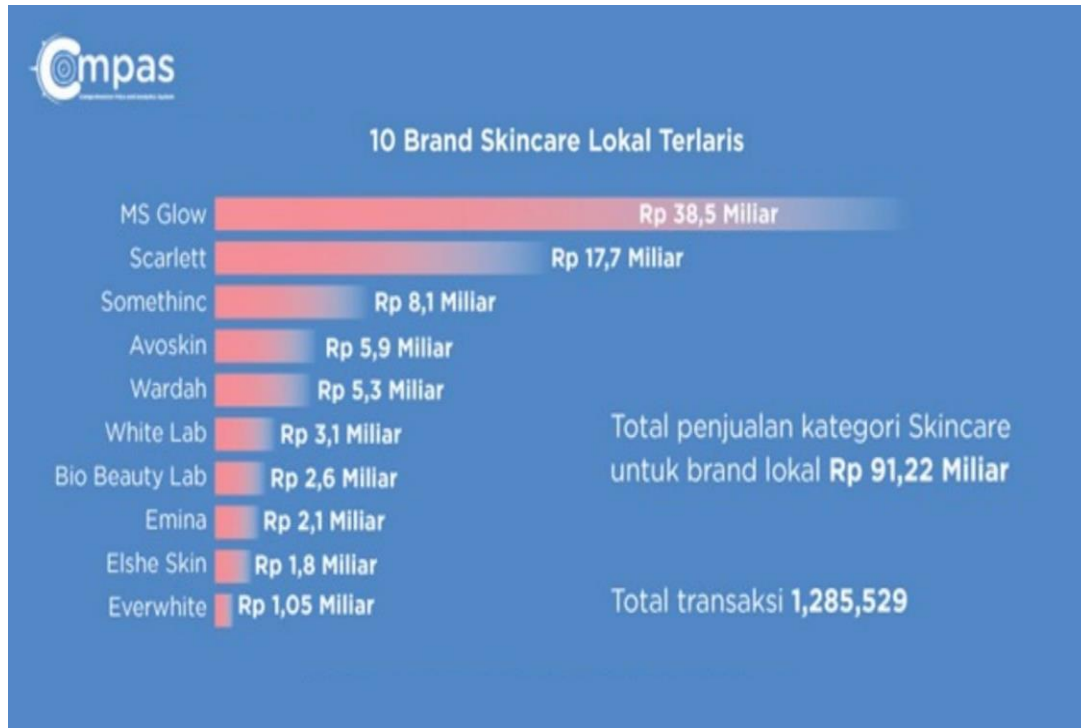 Compas
10 Brand Skincare Lokal Terlaris
MS Glow Rp 38,5 Miliar
Scarlett Rp 17,7 Miliar
Somethinc Rp 8,1 Miliar
Avoskin Rp 5,9 Miliar
Wardah Rp 5,3 Miliar
White Lab Rp 3,1 Miliar
Bio Beauty Lab Rp 2,6 Miliar
Emina Rp 2,1 Miliar
Elshe Skin Rp 1,8 Miliar
Everwhite Rp 1,05 Miliar
Total penjualan kategori Skincare
untuk brand lokal Rp 91,22 Miliar
Total transaksi 1,285,529